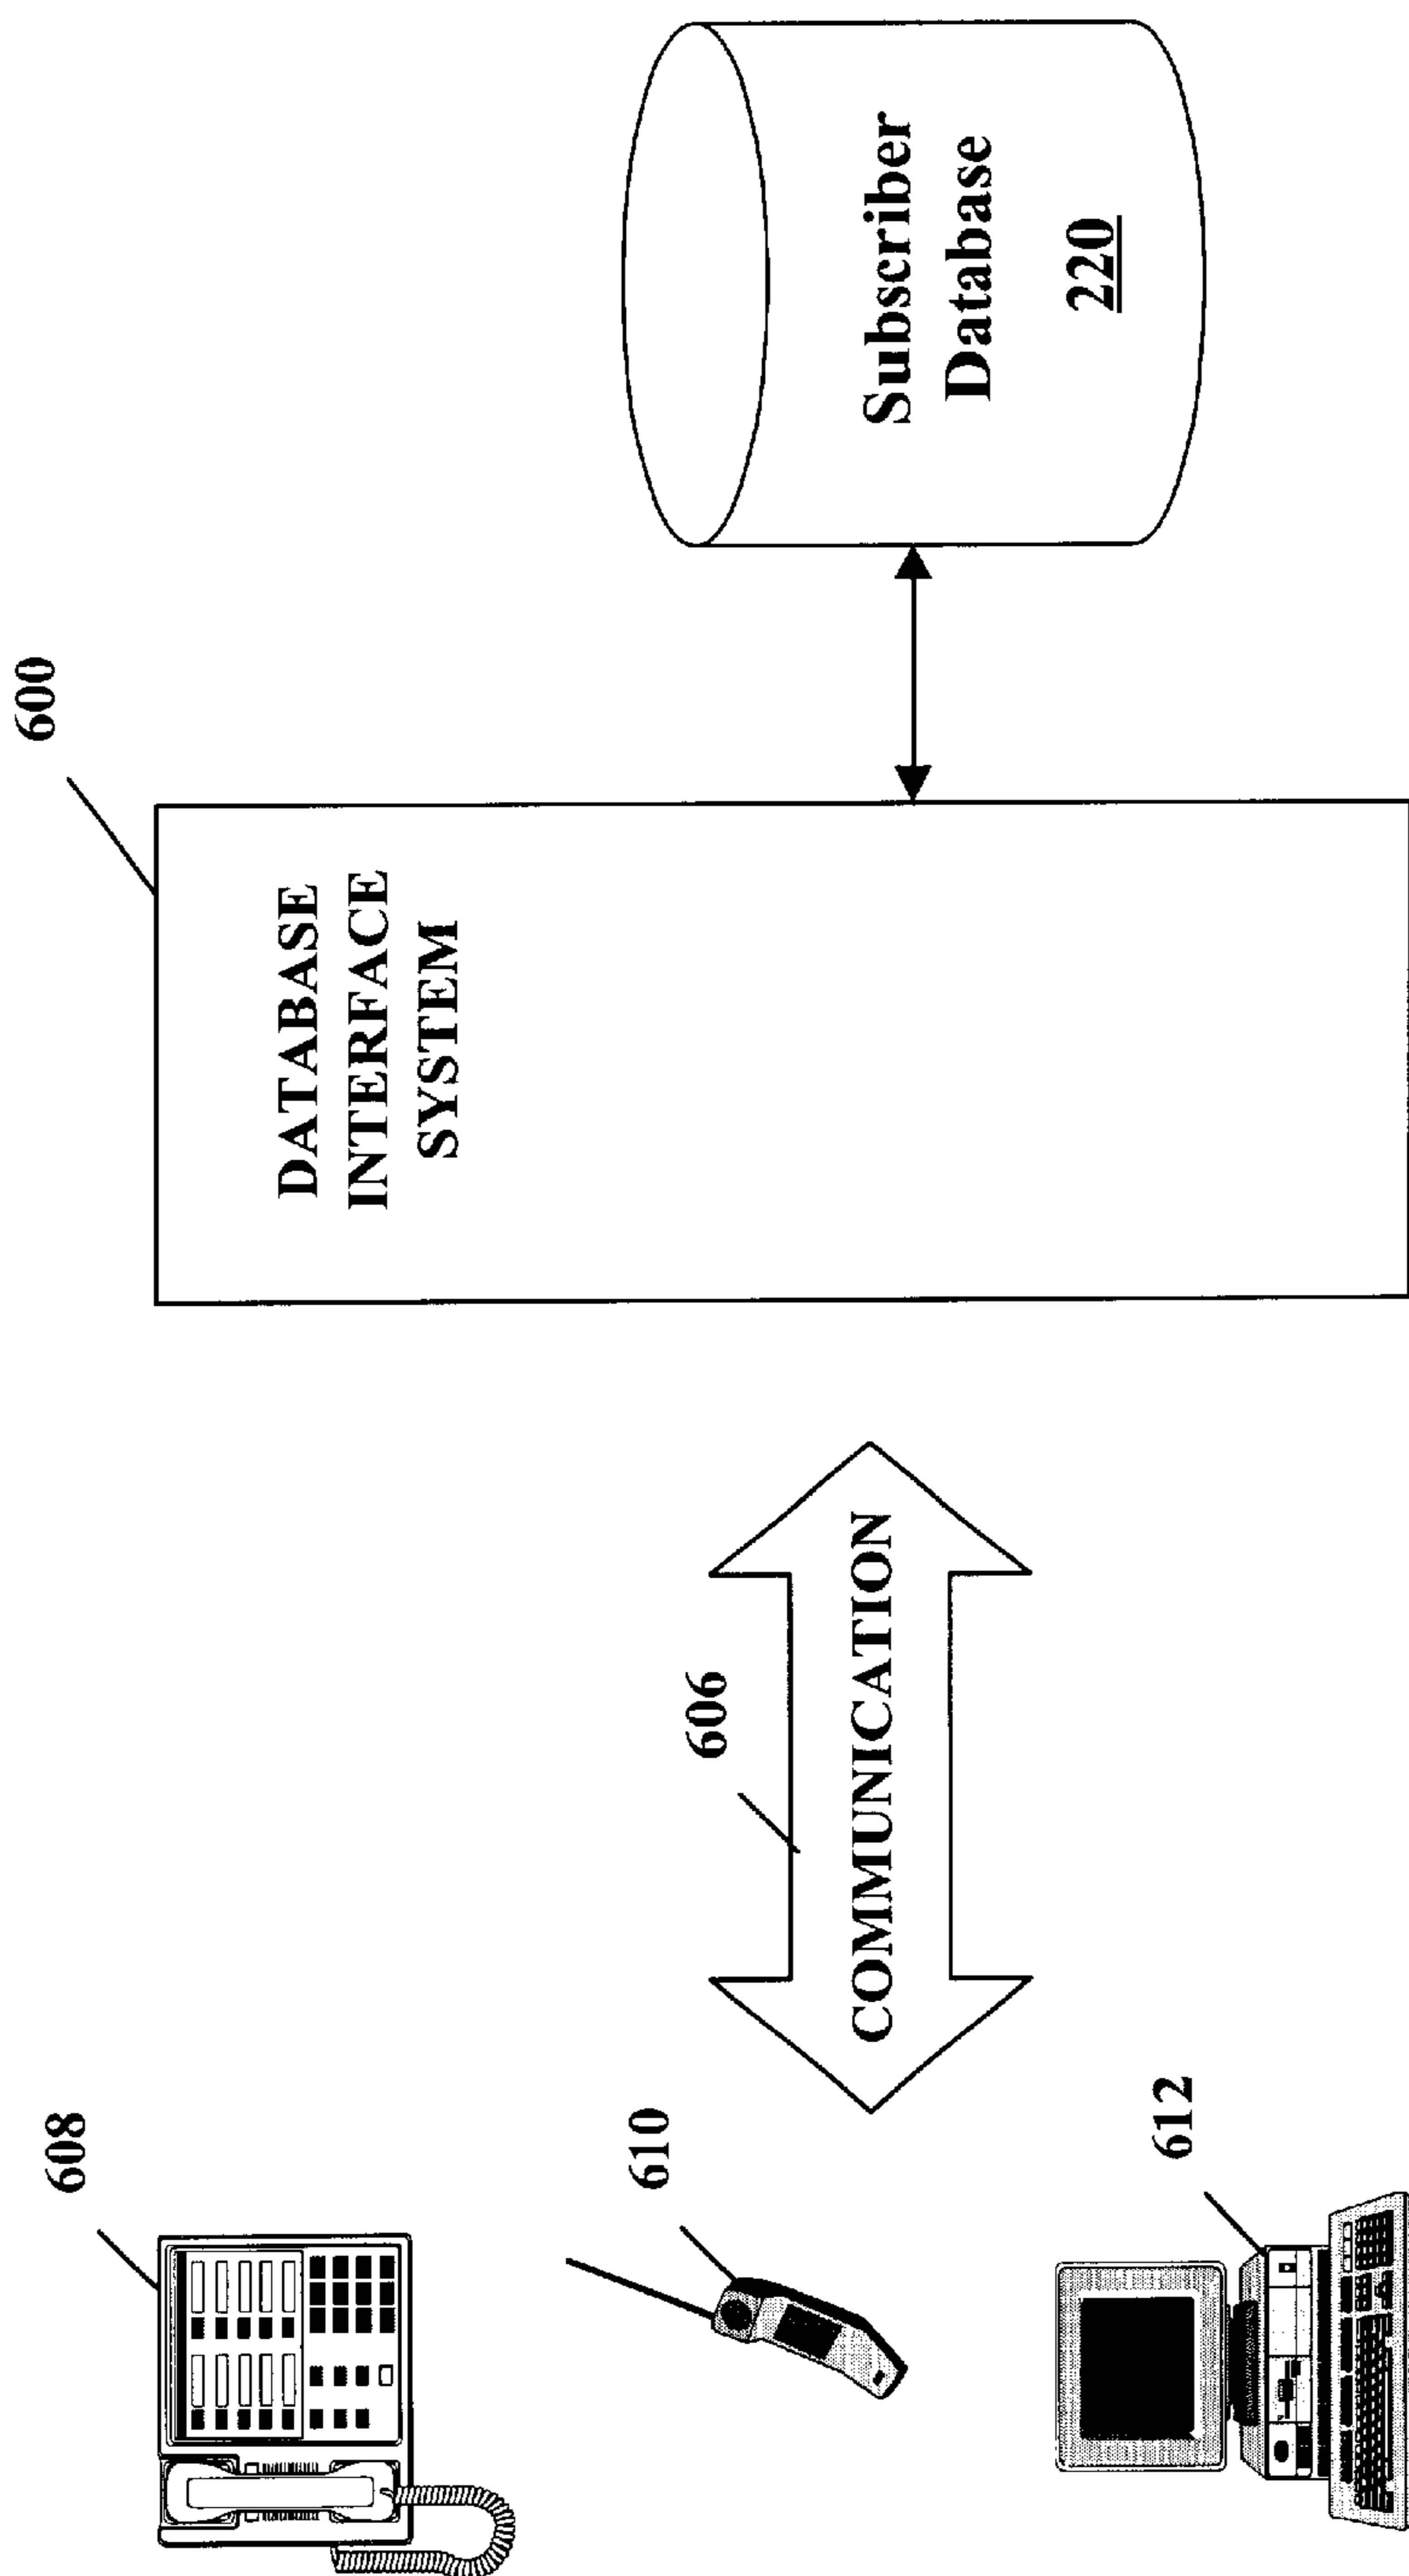 608
610
612
606
COMMUNICATION
600
DATABASE
INTERFACE
SYSTEM
Subscriber
Database
220